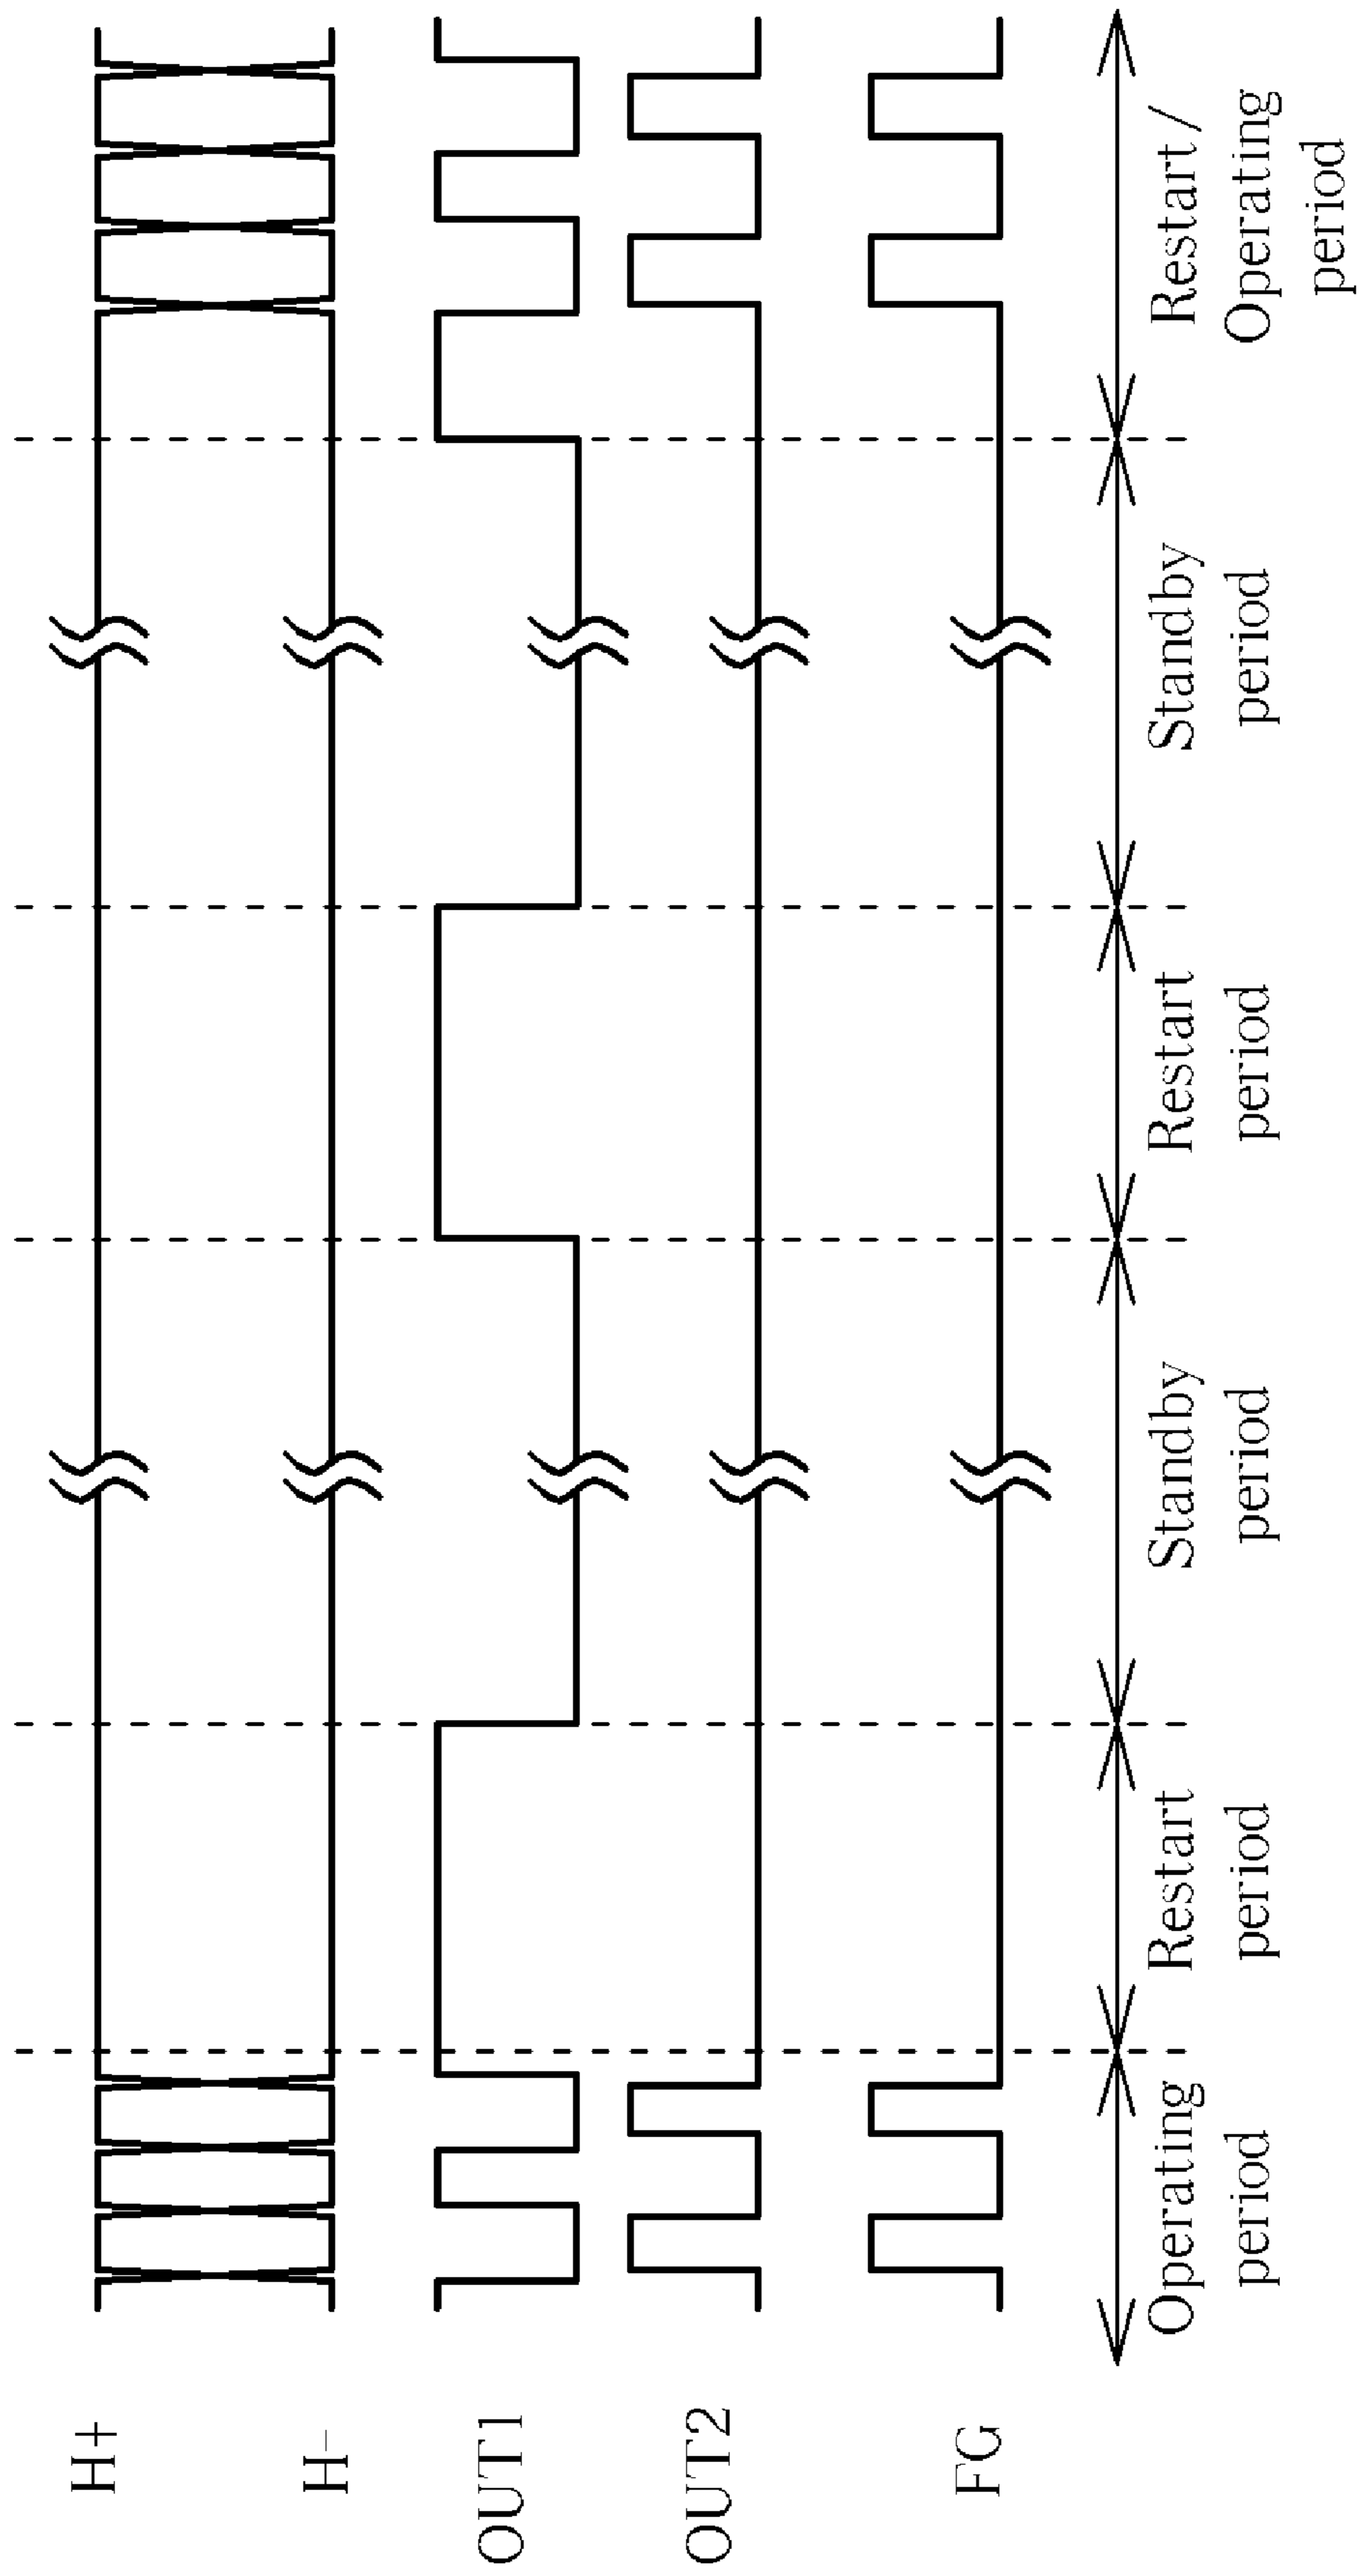 H+
H-
OUT1
OUT2
FG
Operating
period
Restart
period
Standby
period
Restart
period
Standby
period
Restart /
Operating
period